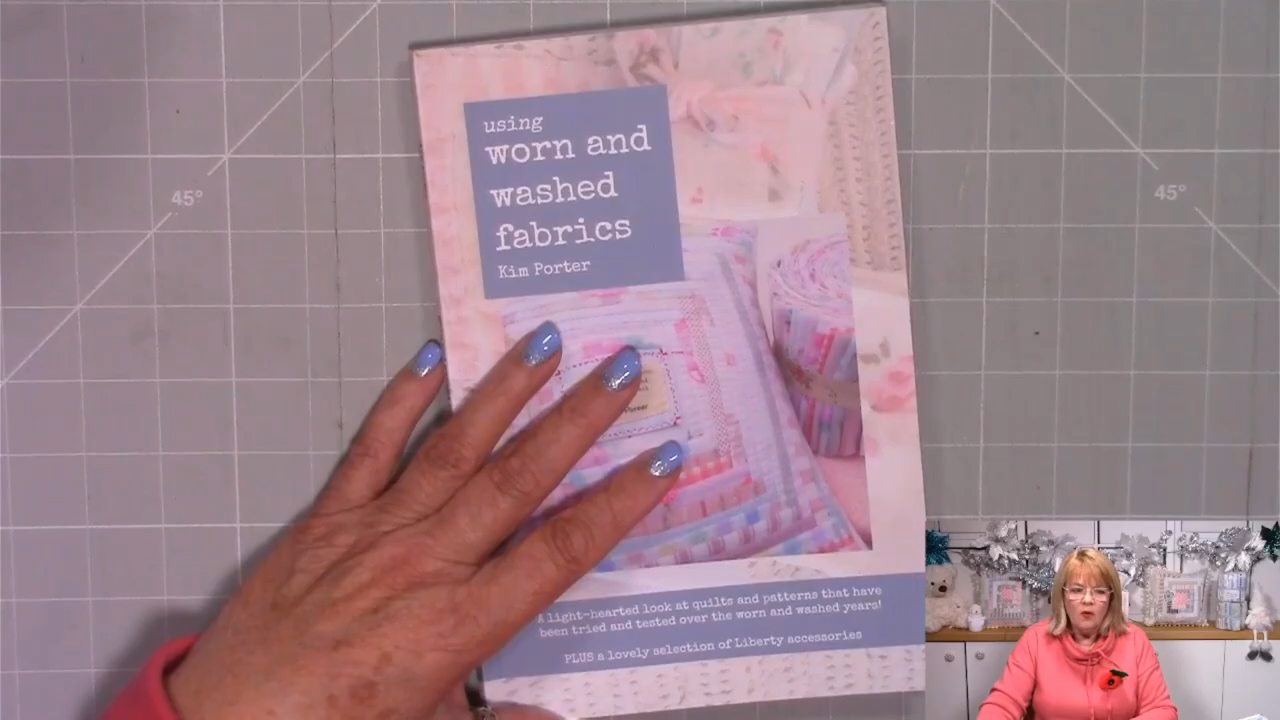 using
worn and
washed
fabrics
Kim Porter
A light-hearted look at quilts and patterns that have
been tried and tested over the worn and washed years!
PLUS a lovely selection of Liberty accessories
45°
45°